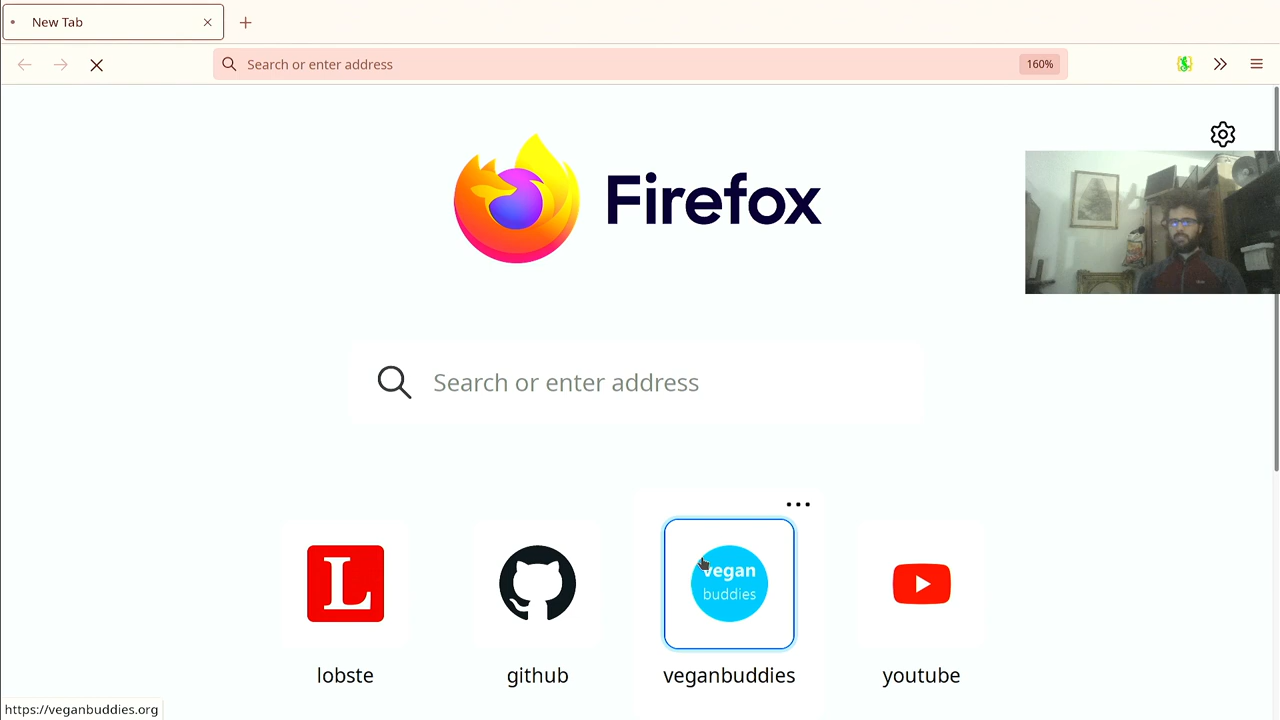 New Tab
Search or enter address
160%
Firefox
Search or enter address
L
vegan
buddies
lobste
github
veganbuddies
youtube
https://veganbuddies.org